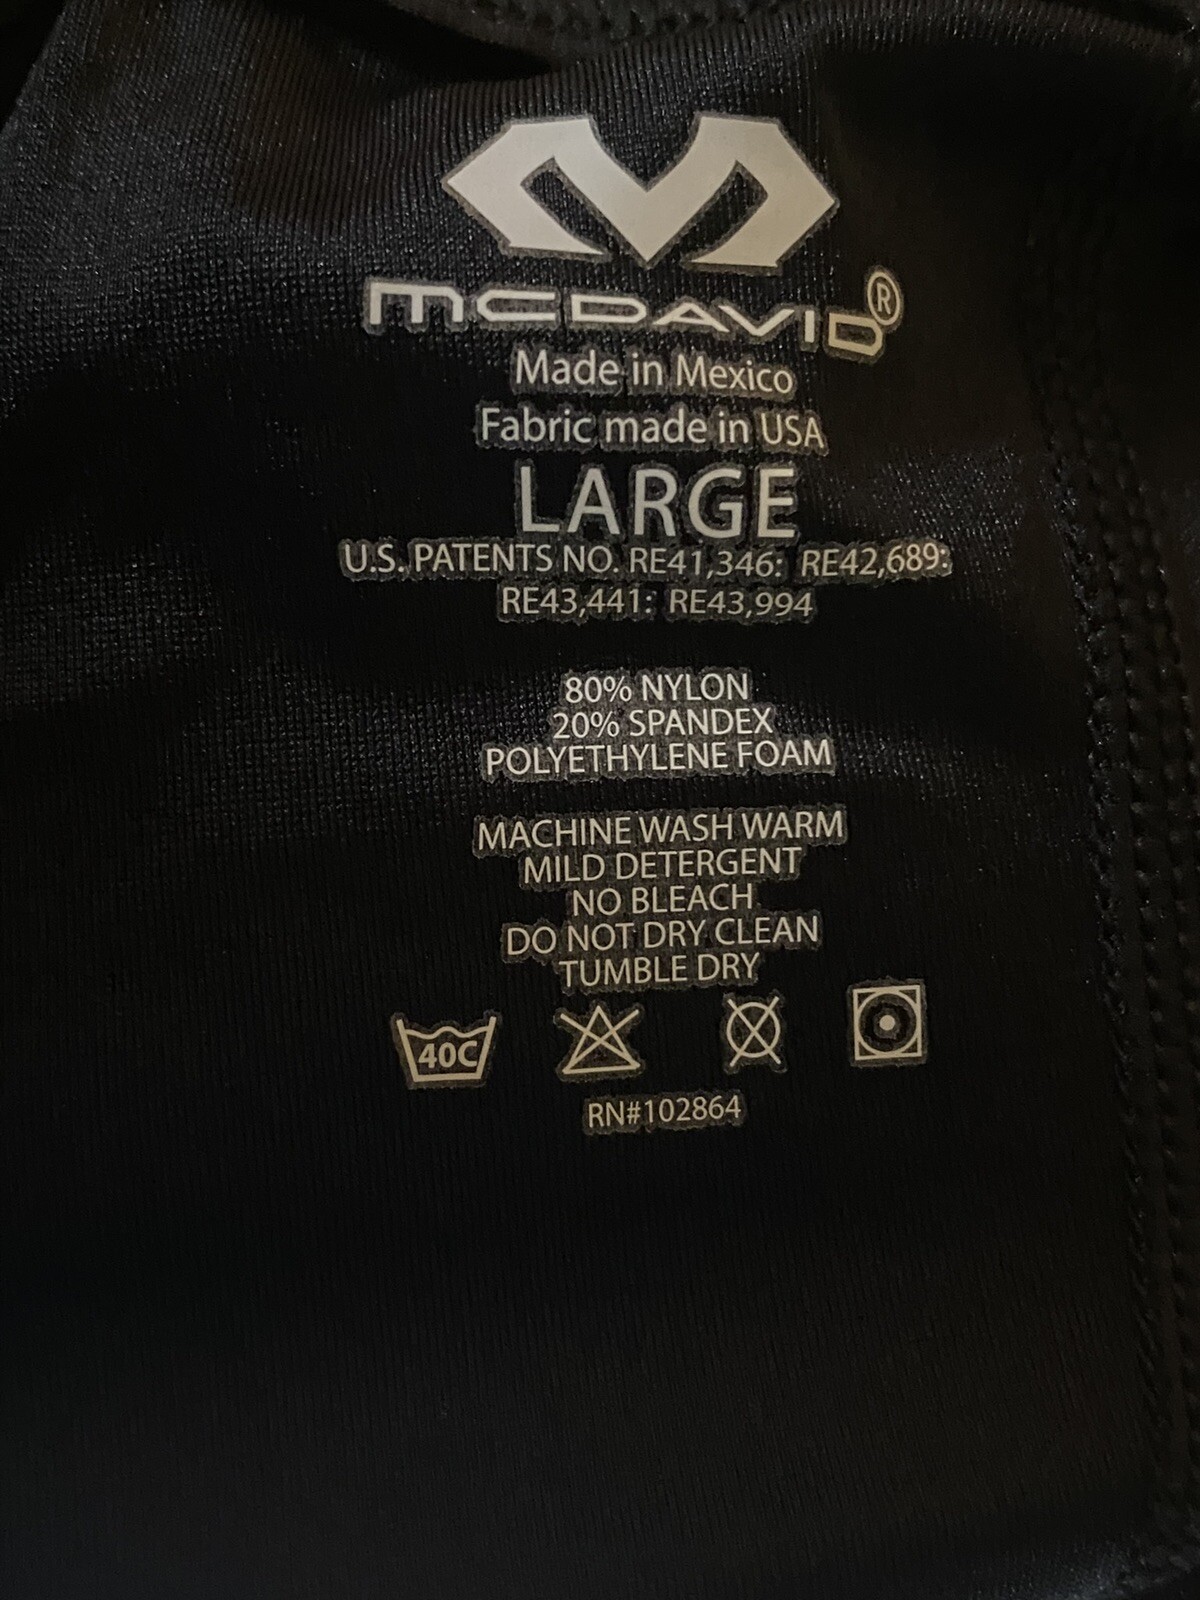 McDAVID®
Made in Mexico
Fabric made in USA
LARGE
U.S. PATENTS NO. RE41,346: RE42,689:
RE43,441: RE43,994
80% NYLON
20% SPANDEX
POLYETHYLENE FOAM
MACHINE WASH WARM
MILD DETERGENT
NO BLEACH
DO NOT DRY CLEAN
TUMBLE DRY
40C
RN#102864